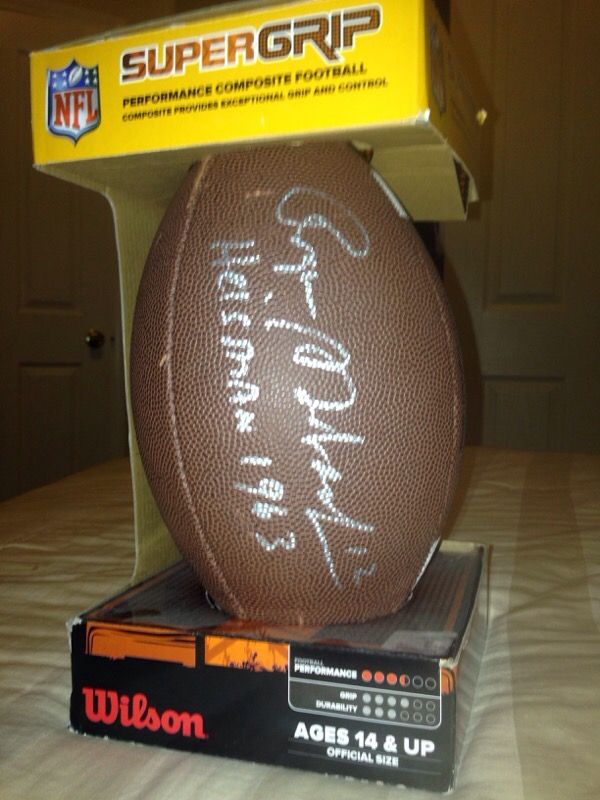 SUPERGRIP
NFL
PERFORMANCE COMPOSITE FOOTBALL
COMPOSITE PROVIDES EXCEPTIONAL GRIP AND CONTROL
12
HEISMAN 1963
FOOTBALL
PERFORMANCE
GRIP
DURABILITY
Wilson
AGES 14 & UP
OFFICIAL SIZE